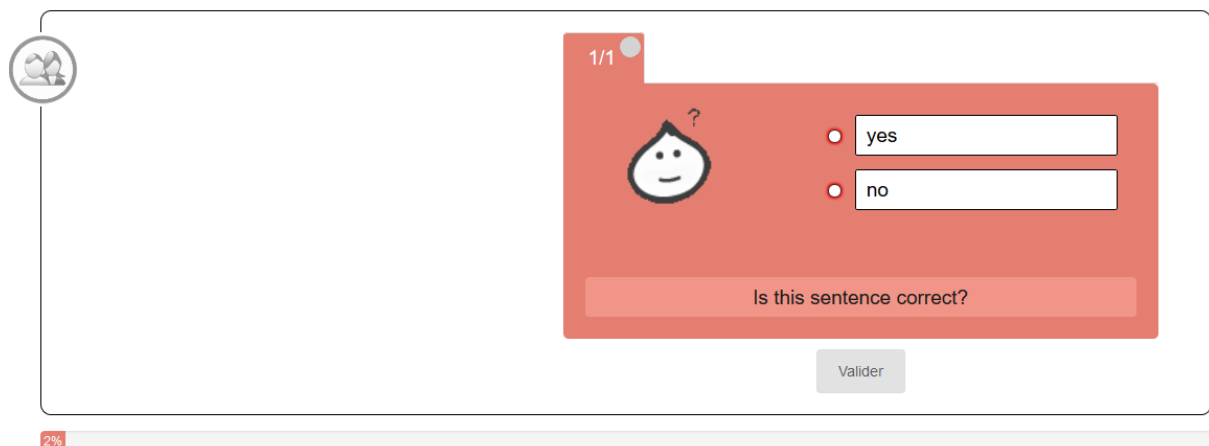 1/1
?
yes
no
Is this sentence correct?
Valider
2%